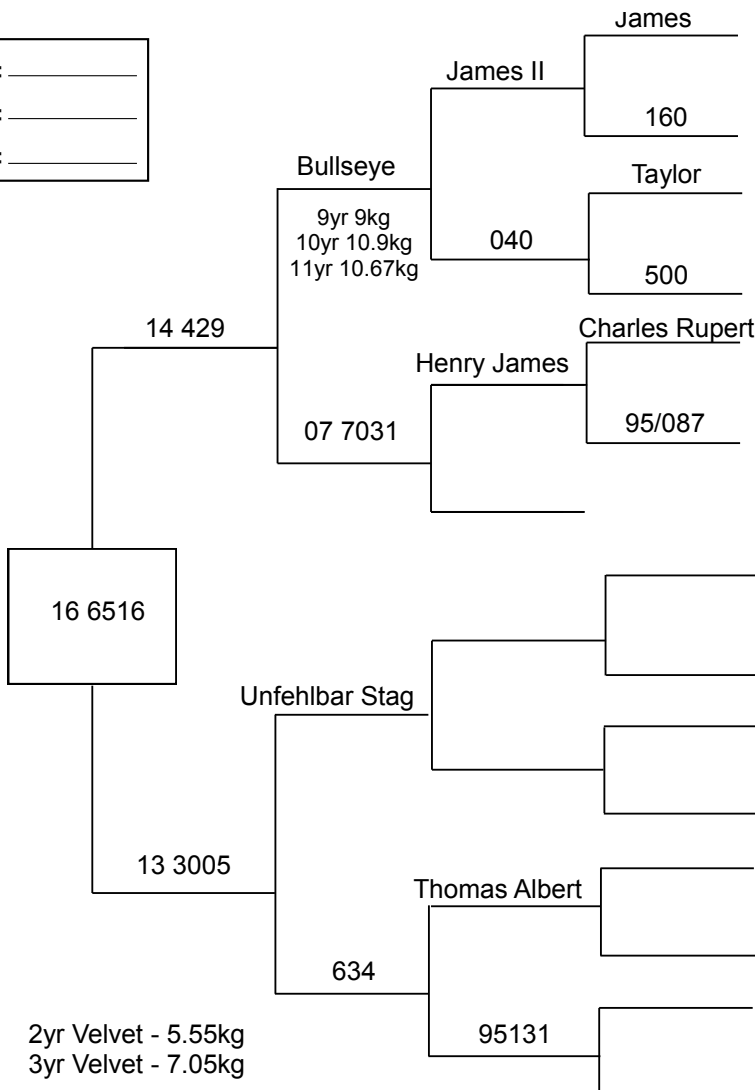 James
:
James II
:
160
:
Bullseye
Taylor
9yr 9kg
10yr 10.9kg
11yr 10.67kg
040
500
14 429
Charles Rupert
Henry James
07 7031
95/087
16 6516
Unfehlbar Stag
13 3005
Thomas Albert
634
2yr Velvet - 5.55kg
95131
3yr Velvet - 7.05kg